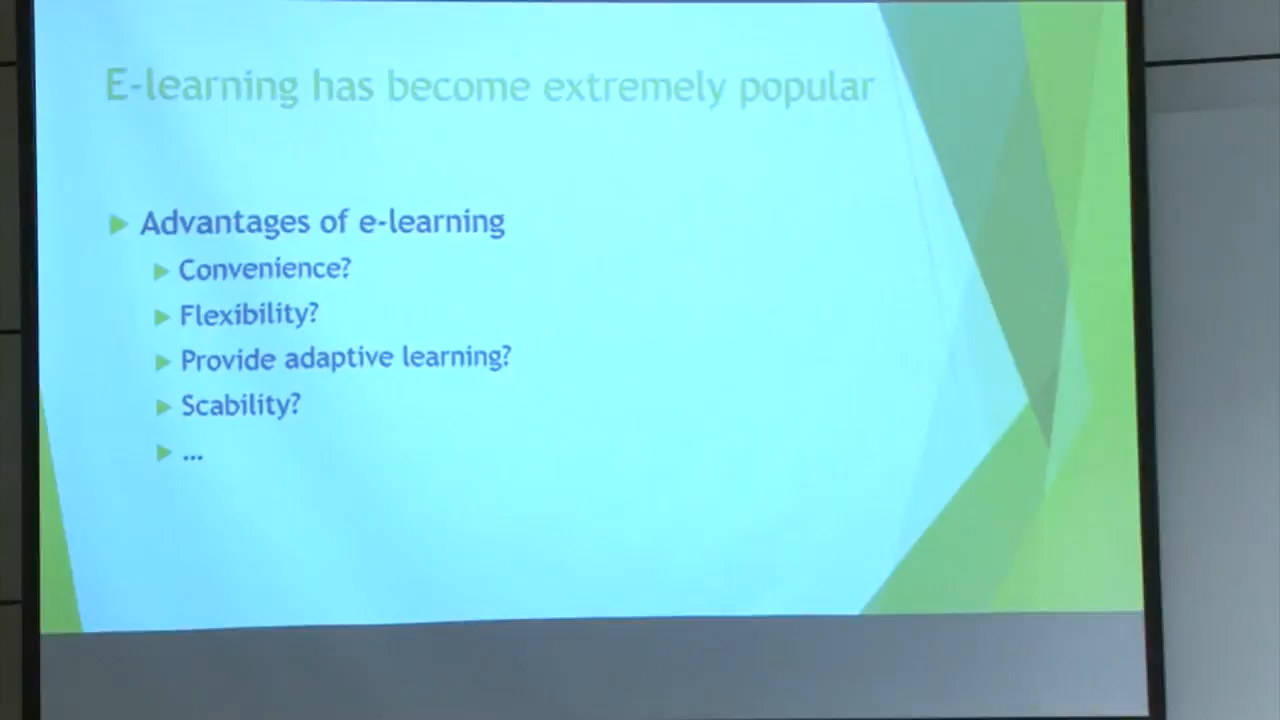 E-learning has become extremely popular
Advantages of e-learning
Convenience?
Flexibility?
Provide adaptive learning?
Scability?
...